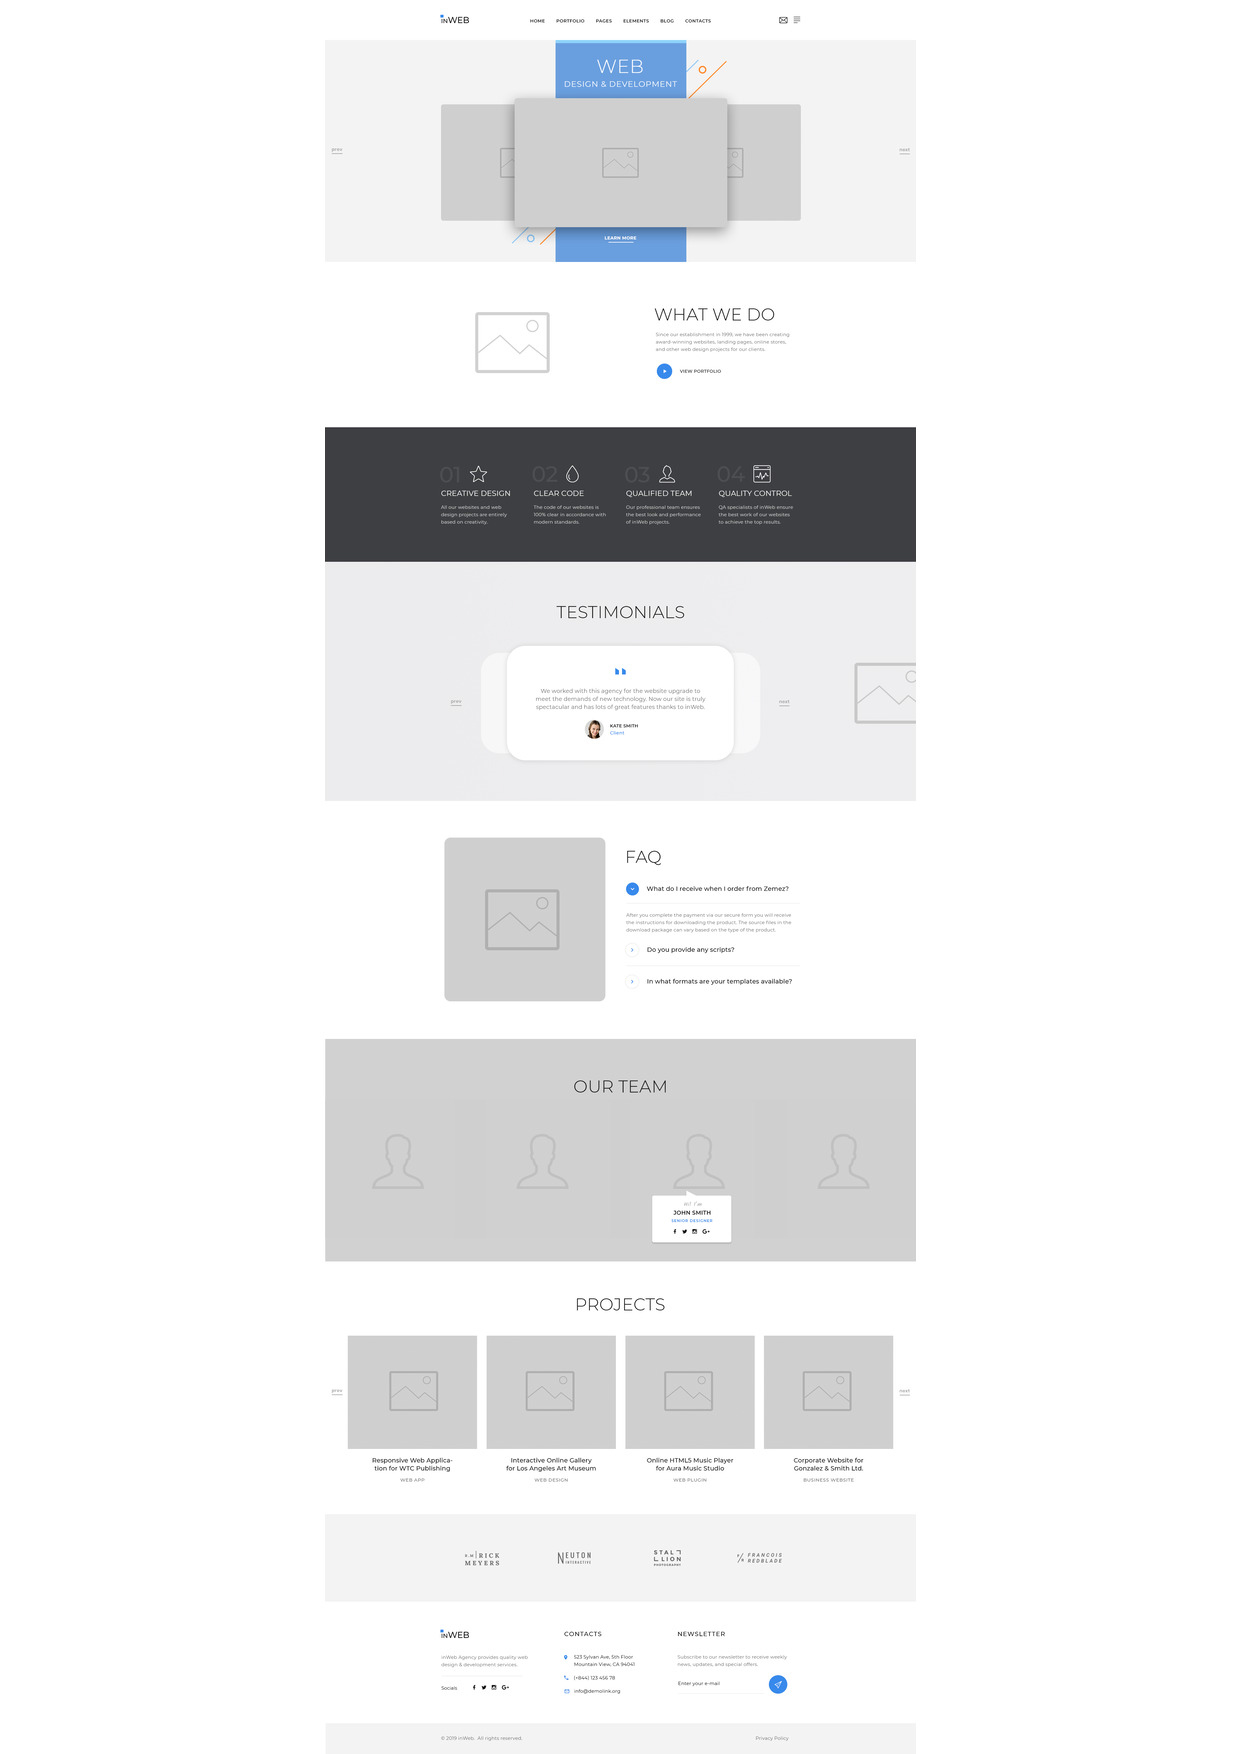 inWEB
HOME PORTFOLIO PAGES ELEMENTS BLOG CONTACTS
WEB
DESIGN & DEVELOPMENT
prev
next
LEARN MORE
WHAT WE DO
Since our establishment in 1999, we have been creating
award-winning websites, landing pages, online stores,
and other web design projects for our clients.
VIEW PORTFOLIO
01
CREATIVE DESIGN
All our websites and web
design projects are entirely
based on creativity.
02
CLEAR CODE
The code of our websites is
100% clear in accordance with
modern standards.
03
QUALIFIED TEAM
Our professional team ensures
the best look and performance
of inWeb projects.
04
QUALITY CONTROL
QA specialists of inWeb ensure
the best work of our websites
to achieve the top results.
TESTIMONIALS
prev
We worked with this agency for the website upgrade to
meet the demands of new technology. Now our site is truly
spectacular and has lots of great features thanks to inWeb.
KATE SMITH
Client
next
FAQ
What do I receive when I order from Zemez?
After you complete the payment via our secure form you will receive
the instructions for downloading the product. The source files in the
download package can vary based on the type of the product.
Do you provide any scripts?
In what formats are your templates available?
OUR TEAM
Hi! I'm
JOHN SMITH
SENIOR DESIGNER
PROJECTS
prev
next
Responsive Web Applica-
tion for WTC Publishing
WEB APP
Interactive Online Gallery
for Los Angeles Art Museum
WEB DESIGN
Online HTML5 Music Player
for Aura Music Studio
WEB PLUGIN
Corporate Website for
Gonzalez & Smith Ltd.
BUSINESS WEBSITE
RICK
MEYERS
NEUTON
INTERACTIVE
STAL
LION
PHOTOGRAPHY
F/R FRANCOIS
REDBLADE
inWEB
inWeb Agency provides quality web
design & development services.
Socials
CONTACTS
523 Sylvan Ave, 5th Floor
Mountain View, CA 94041
(+844) 123 456 78
info@demolink.org
NEWSLETTER
Subscribe to our newsletter to receive weekly
news, updates, and special offers.
Enter your e-mail
© 2019 inWeb. All rights reserved.
Privacy Policy